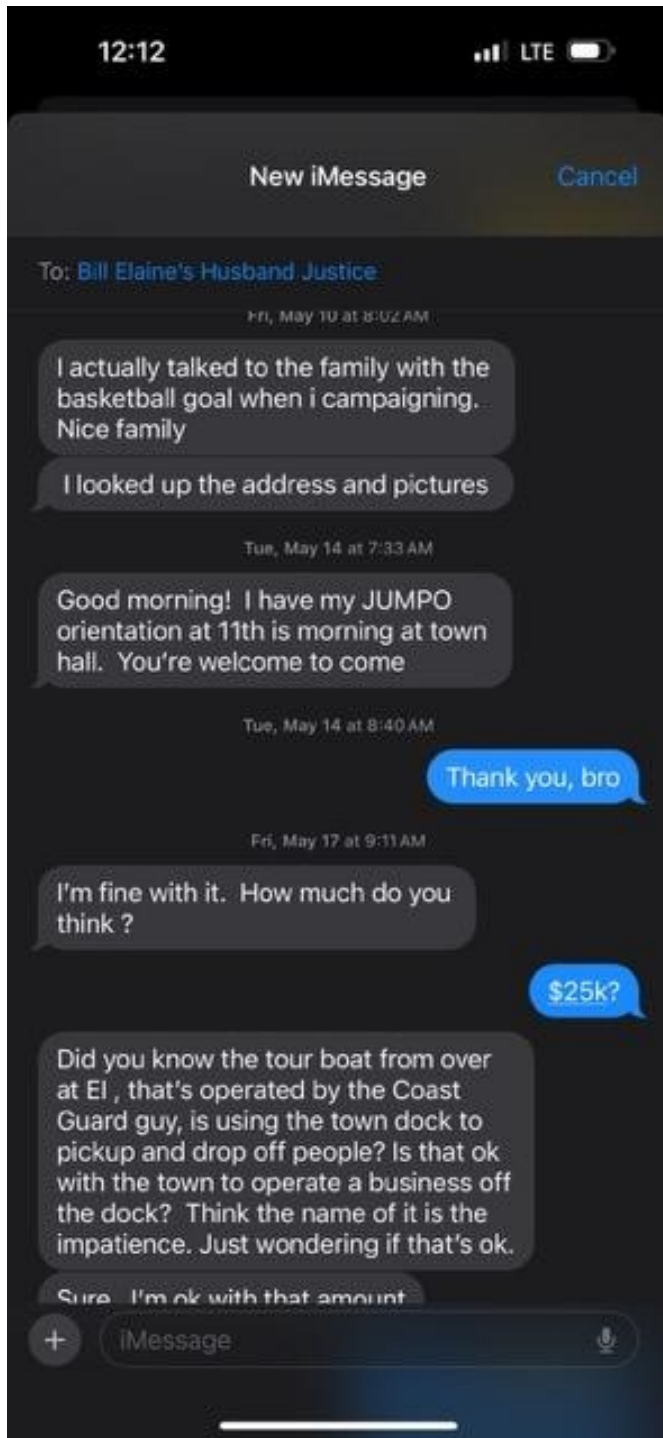 12:12
LTE
New iMessage
Cancel
To: Bill Elaine's Husband Justice
Fri, May 10 at 8:02 AM
I actually talked to the family with the
basketball goal when i campaigning.
Nice family
I looked up the address and pictures
Tue, May 14 at 7:33 AM
Good morning!  I have my JUMPO
orientation at 11th is morning at town
hall.  You're welcome to come
Tue, May 14 at 8:40 AM
Thank you, bro
Fri, May 17 at 9:11 AM
I'm fine with it.  How much do you
think ?
$25k?
Did you know the tour boat from over
at EI , that's operated by the Coast
Guard guy, is using the town dock to
pickup and drop off people? Is that ok
with the town to operate a business off
the dock?  Think the name of it is the
impatience. Just wondering if that's ok.
Sure  I'm ok with that amount
iMessage